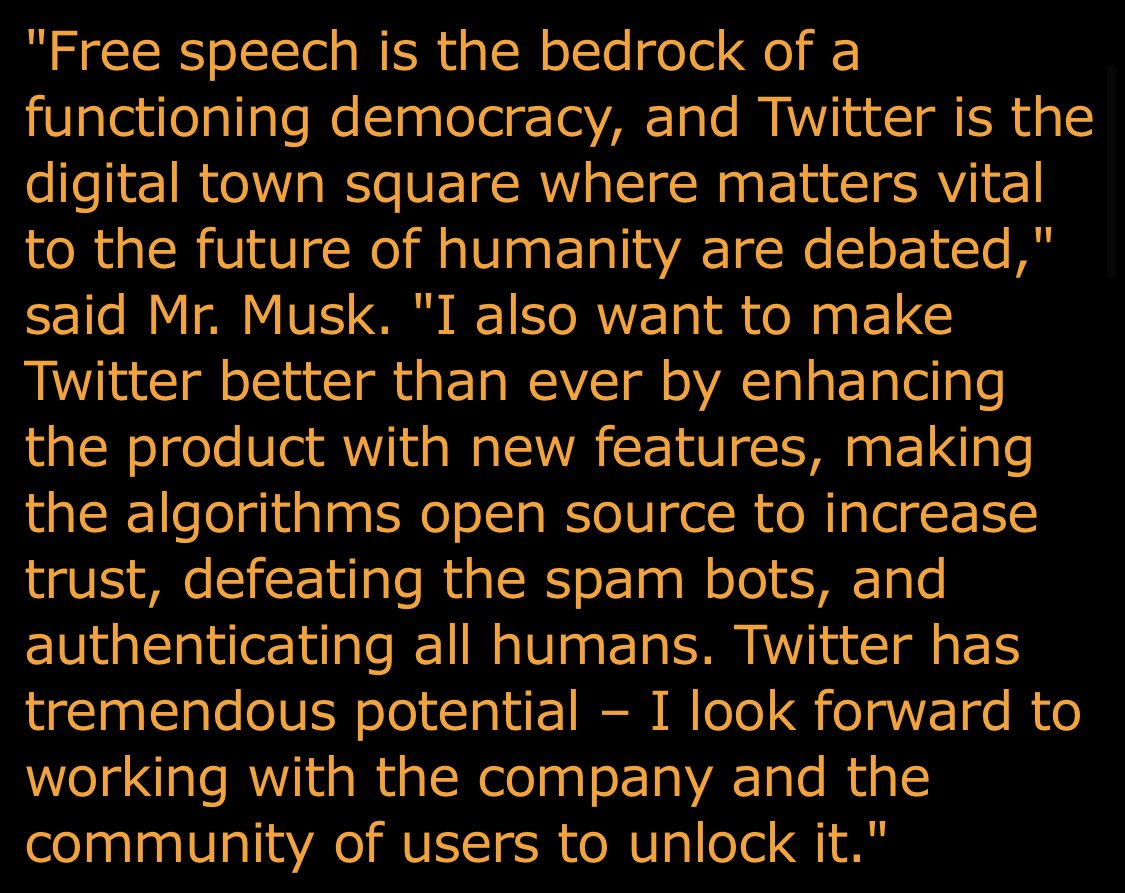 "Free speech is the bedrock of a
functioning democracy, and Twitter is the
digital town square where matters vital
to the future of humanity are debated,"
said Mr. Musk. "I also want to make
Twitter better than ever by enhancing
the product with new features, making
the algorithms open source to increase
trust, defeating the spam bots, and
authenticating all humans. Twitter has
tremendous potential – I look forward to
working with the company and the
community of users to unlock it."